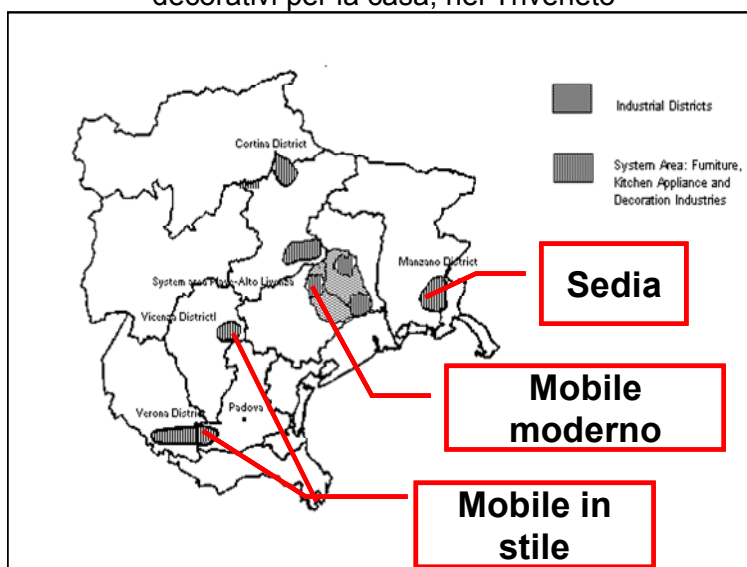 decorativi per la casa, nel Triveneto
Industrial Districts
System Area: Furniture,
Kitchen Appliance and
Decoration Industries
Cortina District
Manzano District
System area Piave-Alto Livenza
Vicenza Districtl
Verona District
Padova
Sedia
Mobile
moderno
Mobile in
stile